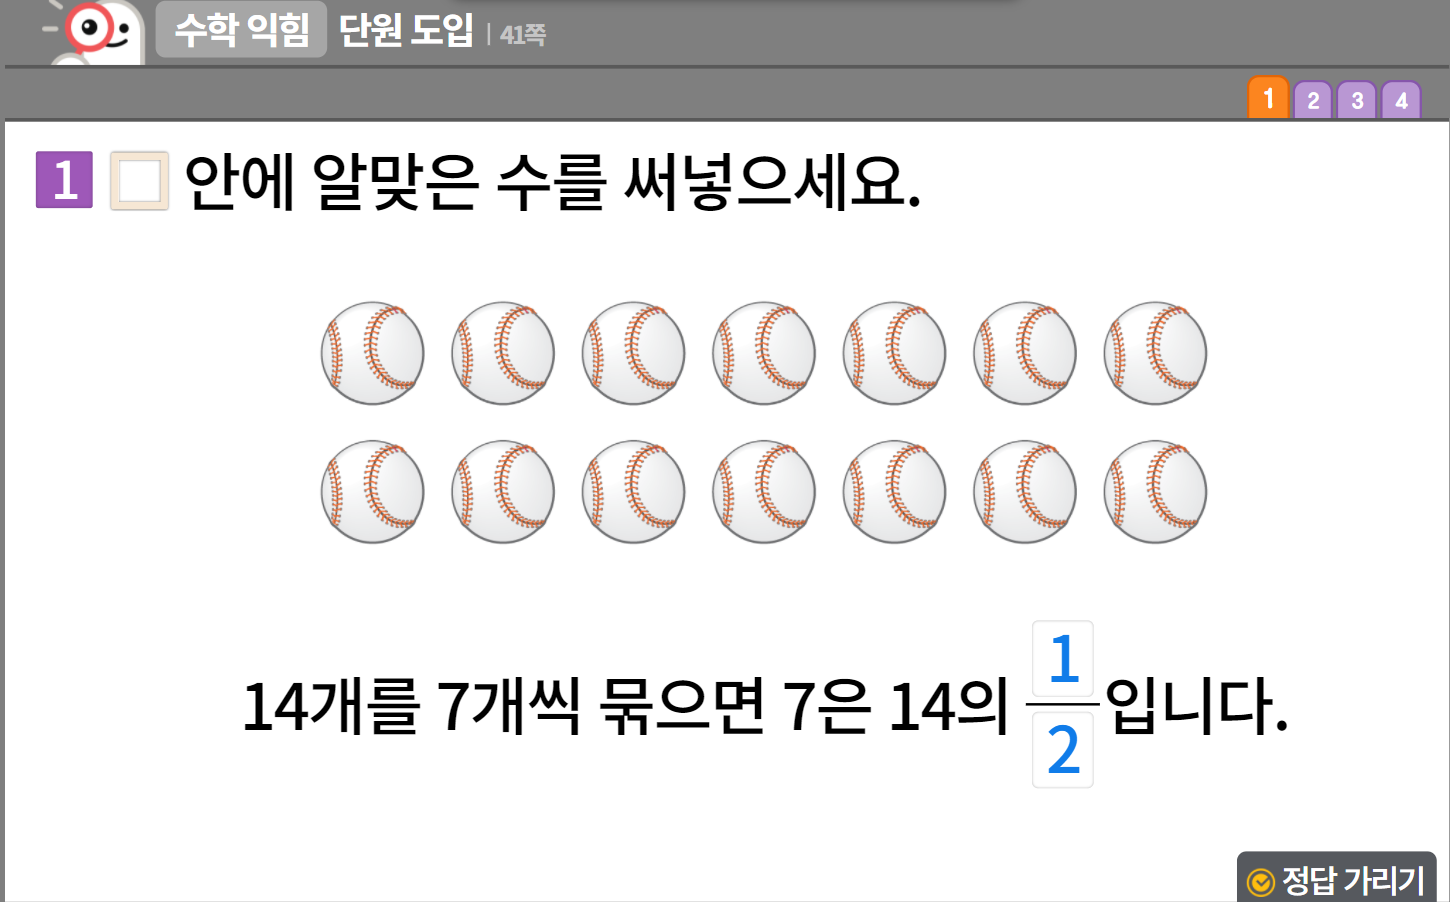 수학 익힘 단원 도입 | 41쪽
1 2 3 4
1 □ 안에 알맞은 수를 써넣으세요.
14개를 7개씩 묶으면 7은 14의 1/2입니다.
정답 가리기